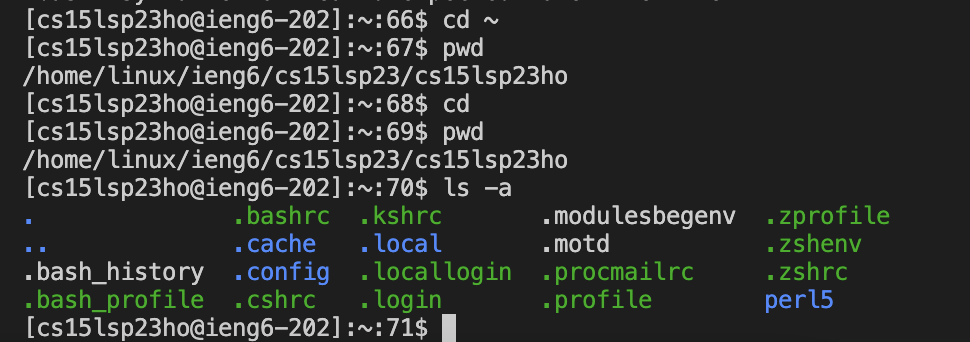 [cs15lsp23ho@ieng6-202]:~:66$ cd ~
[cs15lsp23ho@ieng6-202]:~:67$ pwd
/home/linux/ieng6/cs15lsp23/cs15lsp23ho
[cs15lsp23ho@ieng6-202]:~:68$ cd
[cs15lsp23ho@ieng6-202]:~:69$ pwd
/home/linux/ieng6/cs15lsp23/cs15lsp23ho
[cs15lsp23ho@ieng6-202]:~:70$ ls -a
. .bashrc .kshrc .modulesbegenv .zprofile
.. .cache .local .motd .zshenv
.bash_history .config .locallogin .procmailrc .zshrc
.bash_profile .cshrc .login .profile perl5
[cs15lsp23ho@ieng6-202]:~:71$